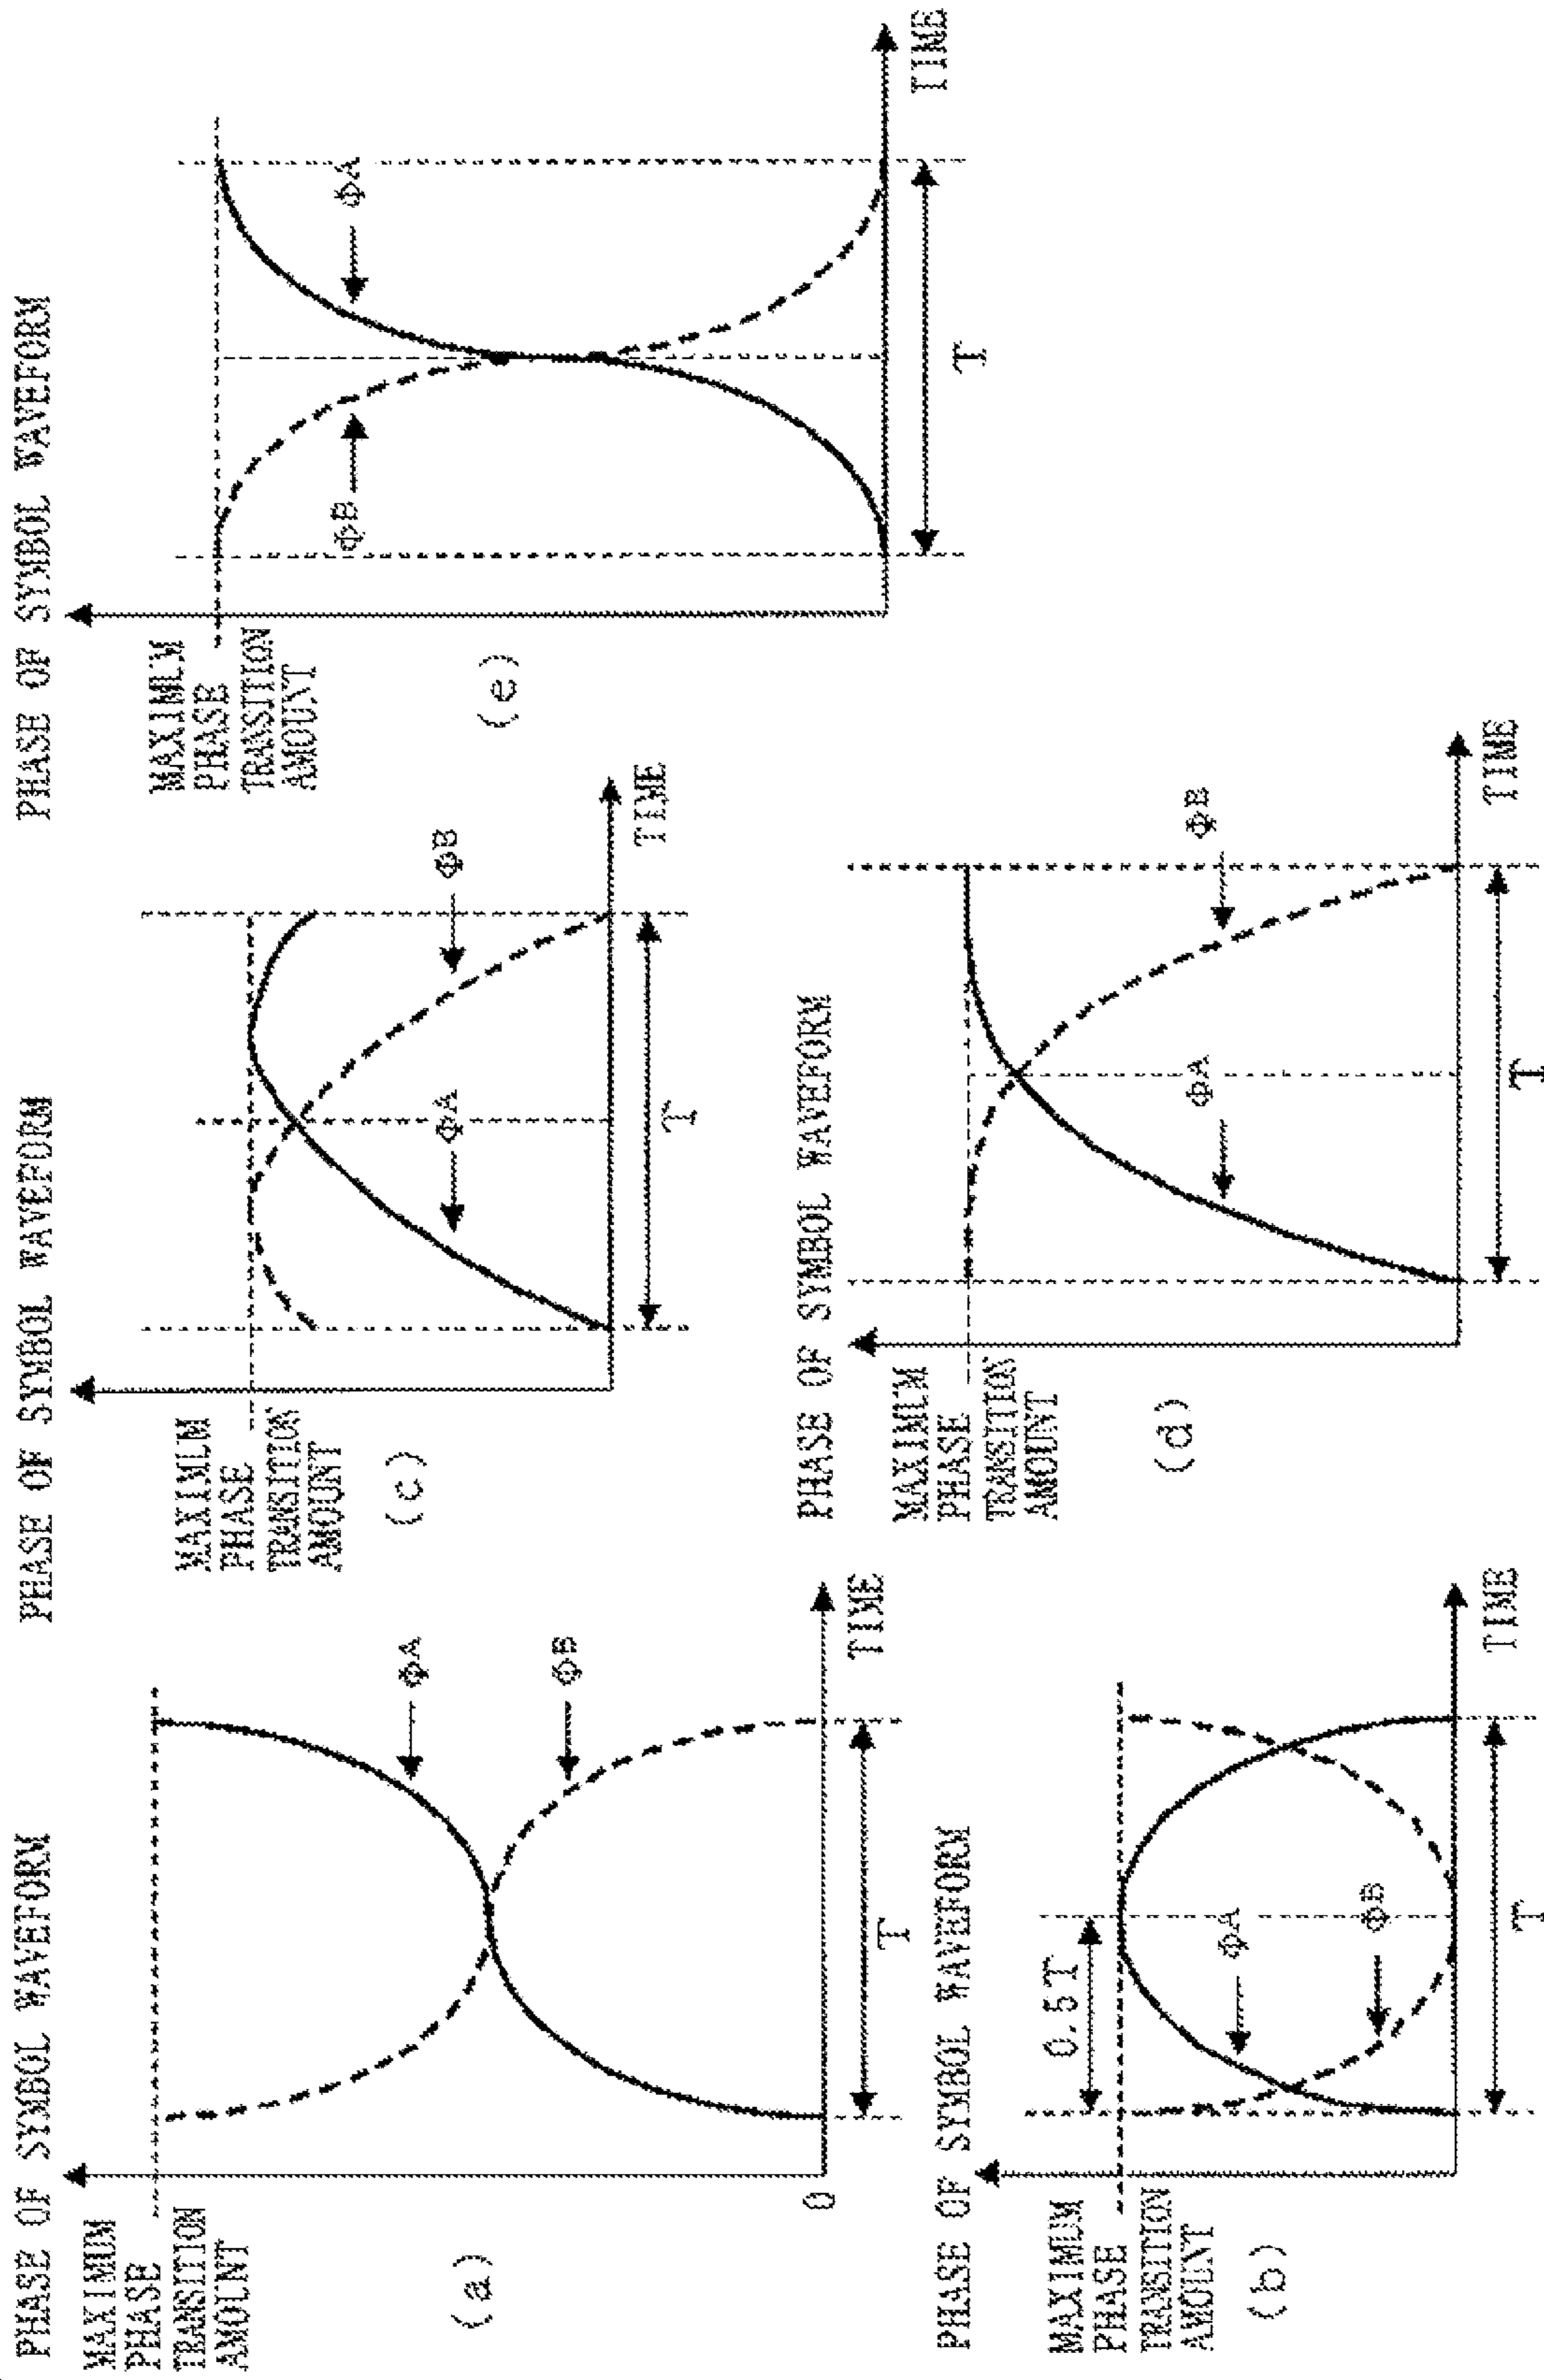 PHASE OF SYMBOL WAVEFORM
MAXIMUM
PHASE
TRANSITION
AMOUNT
(a)
0
ΦA
ΦB
T
TIME
PHASE OF SYMBOL WAVEFORM
MAXIMUM
PHASE
TRANSITION
AMOUNT
(b)
0.5T
ΦA
ΦB
T
TIME
PHASE OF SYMBOL WAVEFORM
MAXIMUM
PHASE
TRANSITION
AMOUNT
(c)
ΦA
ΦB
T
TIME
PHASE OF SYMBOL WAVEFORM
MAXIMUM
PHASE
TRANSITION
AMOUNT
(d)
ΦA
ΦB
T
TIME
PHASE OF SYMBOL WAVEFORM
MAXIMUM
PHASE
TRANSITION
AMOUNT
(e)
ΦB
ΦA
T
TIME